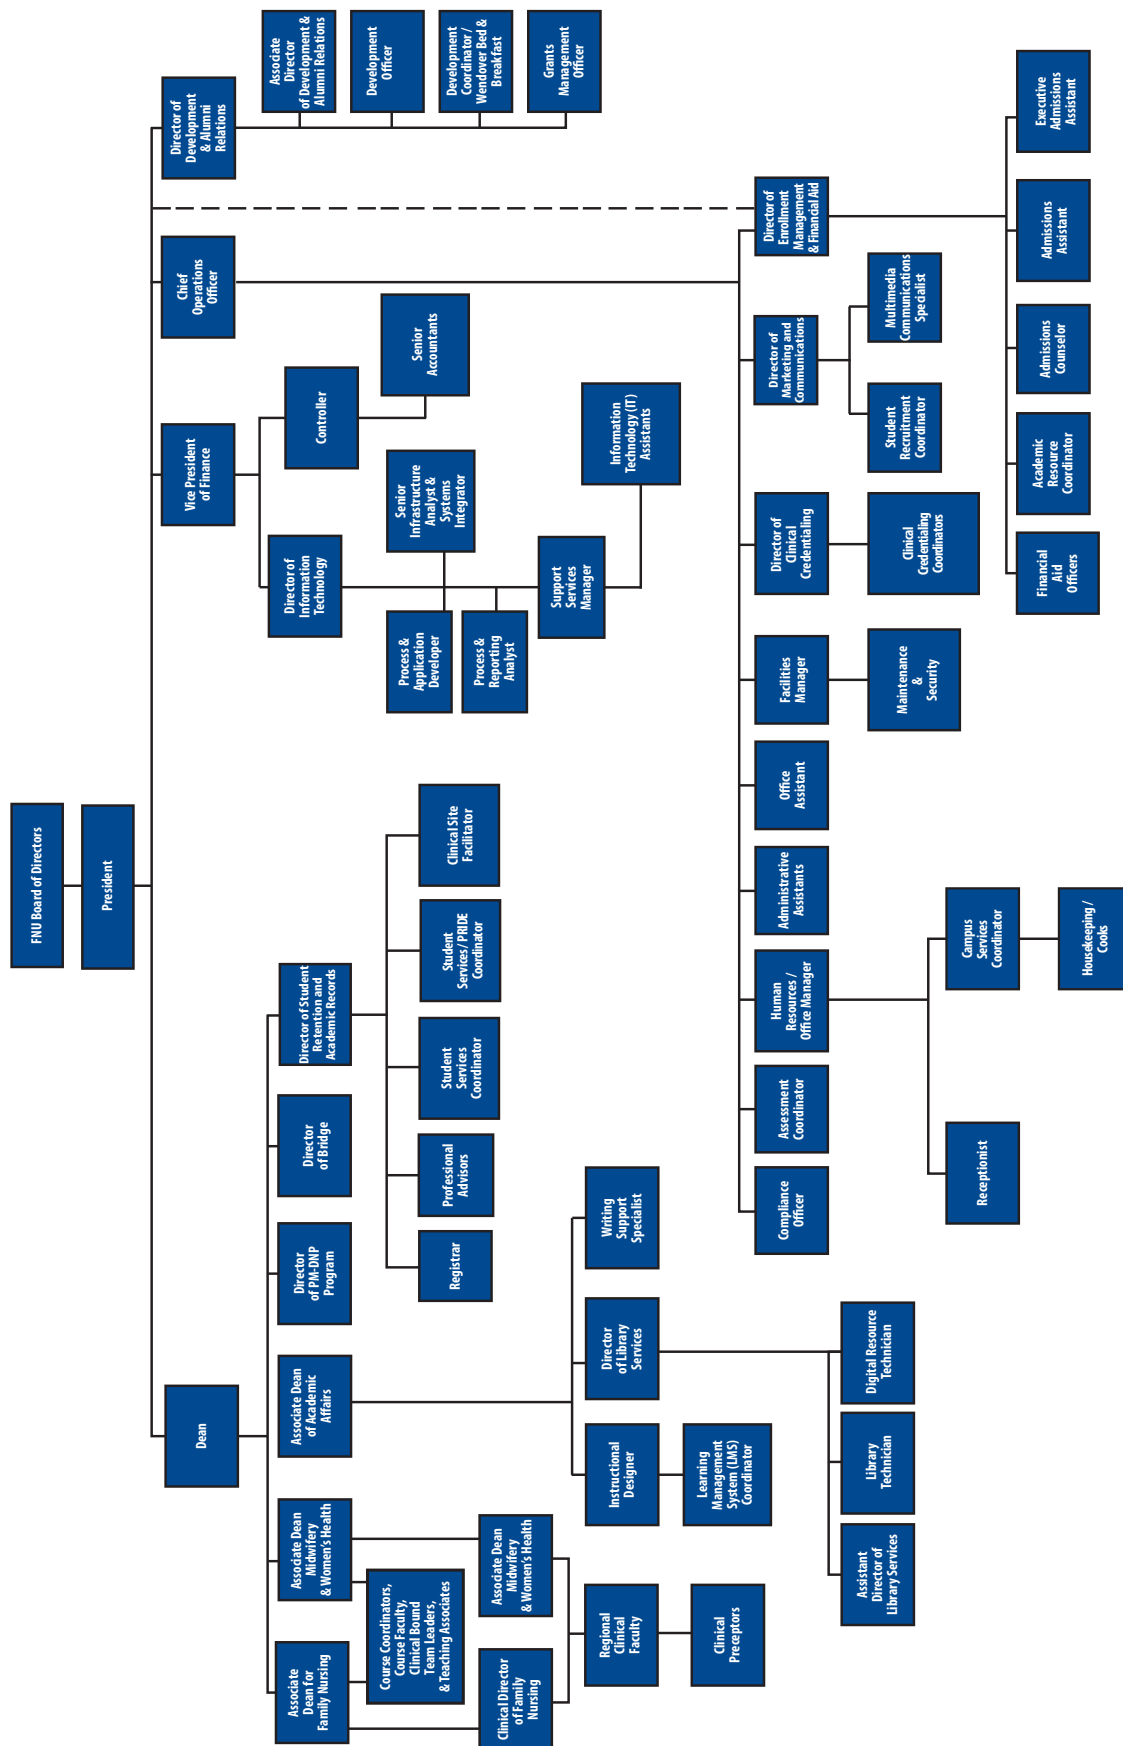 FNU Board of Directors
President
Dean
Vice President
of Finance
Chief
Operations
Officer
Director of
Development
& Alumni
Relations
Associate
Dean for
Family Nursing
Associate Dean
Midwifery
& Women's Health
Associate Dean
of Academic
Affairs
Director
of PM-DNP
Program
Director
of Bridge
Director of Student
Retention and
Academic Records
Course Coordinators,
Course Faculty,
Clinical Bound
Team Leaders,
& Teaching Associates
Clinical Director
of Family
Nursing
Associate Dean
Midwifery
& Women's Health
Regional
Clinical
Faculty
Clinical
Preceptors
Registrar
Professional
Advisors
Student
Services
Coordinator
Student
Services/ PRIDE
Coordinator
Clinical Site
Facilitator
Instructional
Designer
Director
of Library
Services
Writing
Support
Specialist
Learning
Management
System (LMS)
Coordinator
Assistant
Director of
Library Services
Library
Technician
Digital Resource
Technician
Director of
Information
Technology
Controller
Senior
Accountants
Process &
Application
Developer
Senior
Infrastructure
Analyst &
Systems
Integrator
Process &
Reporting
Analyst
Support
Services
Manager
Information
Technology (IT)
Assistants
Associate
Director
of Development &
Alumni Relations
Development
Officer
Development
Coordinator /
Wendover Bed &
Breakfast
Grants
Management
Officer
Compliance
Officer
Assessment
Coordinator
Human
Resources /
Office Manager
Administrative
Assistants
Office
Assistant
Facilities
Manager
Director of
Clinical
Credentialing
Director of
Marketing and
Communications
Director of
Enrollment
Management
& Financial Aid
Maintenance
&
Security
Clinical
Credentialing
Coordinators
Student
Recruitment
Coordinator
Multimedia
Communications
Specialist
Receptionist
Campus
Services
Coordinator
Housekeeping /
Cooks
Financial
Aid
Officers
Academic
Resource
Coordinator
Admissions
Counselor
Admissions
Assistant
Executive
Admissions
Assistant